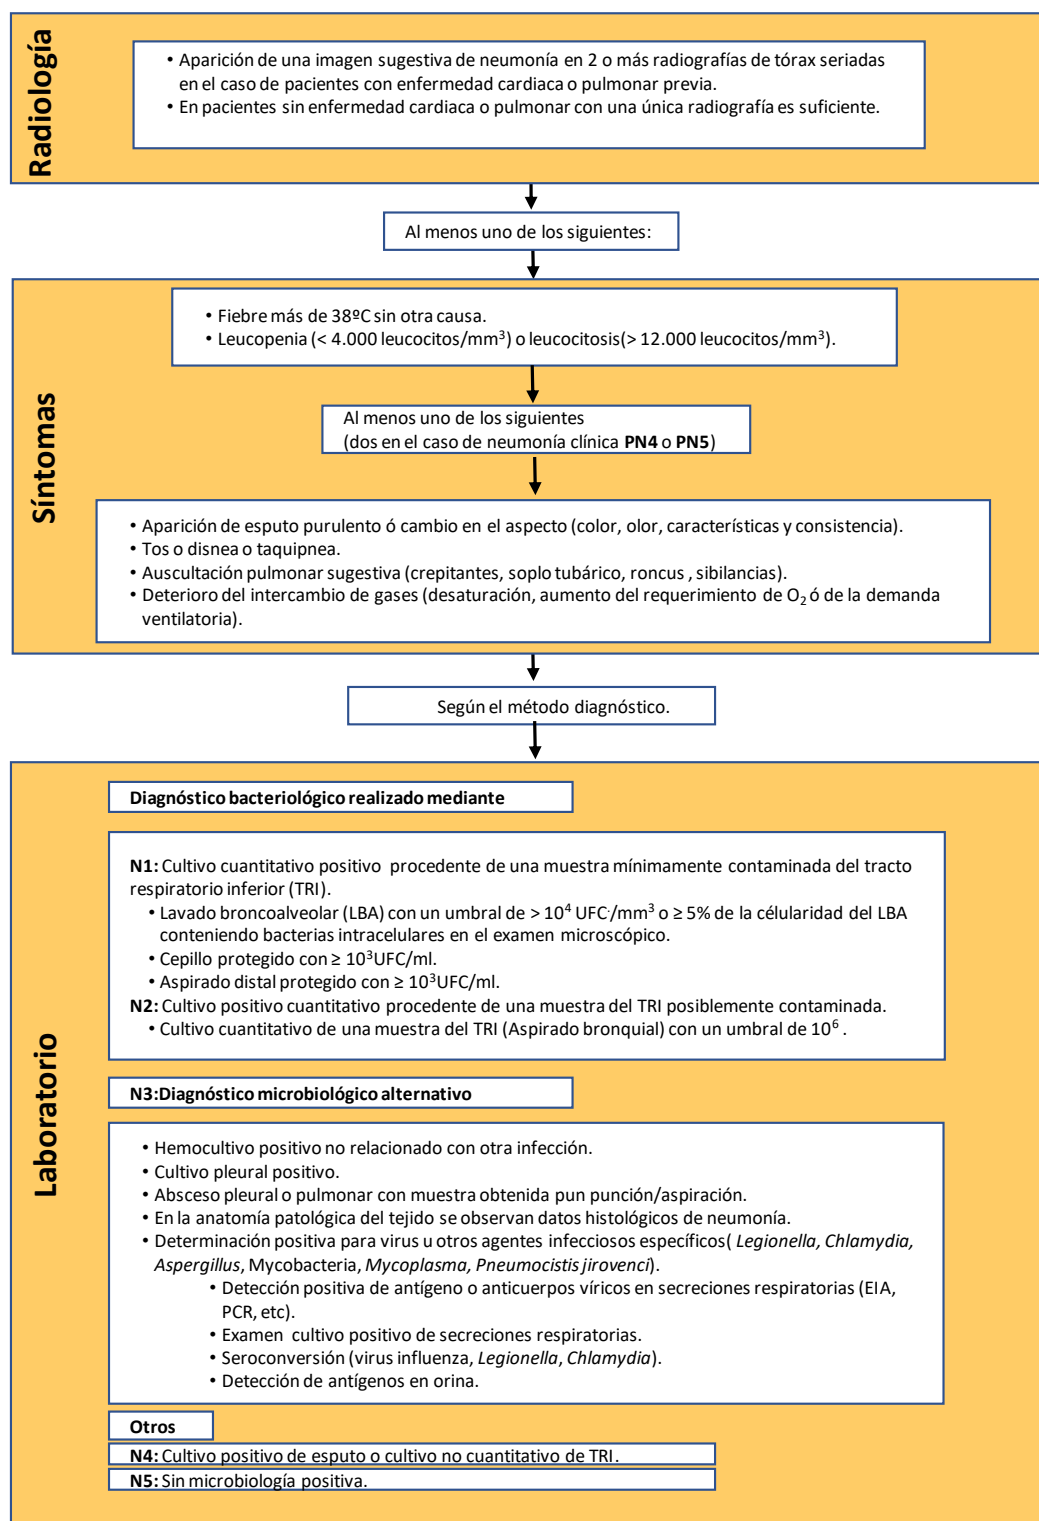 Radiología
• Aparición de una imagen sugestiva de neumonía en 2 o más radiografías de tórax seriadas
en el caso de pacientes con enfermedad cardiaca o pulmonar previa.
• En pacientes sin enfermedad cardiaca o pulmonar con una única radiografía es suficiente.
Al menos uno de los siguientes:
Síntomas
• Fiebre más de 38ºC sin otra causa.
• Leucopenia (< 4.000 leucocitos/mm³) o leucocitosis(> 12.000 leucocitos/mm³).
Al menos uno de los siguientes
(dos en el caso de neumonía clínica PN4 o PN5)
• Aparición de esputo purulento ó cambio en el aspecto (color, olor, características y consistencia).
• Tos o disnea o taquipnea.
• Auscultación pulmonar sugestiva (crepitantes, soplo tubárico, roncus , sibilancias).
• Deterioro del intercambio de gases (desaturación, aumento del requerimiento de O₂ ó de la demanda
ventilatoria).
Según el método diagnóstico.
Laboratorio
Diagnóstico bacteriológico realizado mediante
N1: Cultivo cuantitativo positivo procedente de una muestra mínimamente contaminada del tracto
respiratorio inferior (TRI).
• Lavado broncoalveolar (LBA) con un umbral de > 10⁴ UFC/mm³ o ≥ 5% de la célularidad del LBA
conteniendo bacterias intracelulares en el examen microscópico.
• Cepillo protegido con ≥ 10³UFC/ml.
• Aspirado distal protegido con ≥ 10³UFC/ml.
N2: Cultivo positivo cuantitativo procedente de una muestra del TRI posiblemente contaminada.
• Cultivo cuantitativo de una muestra del TRI (Aspirado bronquial) con un umbral de 10⁶ .
N3:Diagnóstico microbiológico alternativo
• Hemocultivo positivo no relacionado con otra infección.
• Cultivo pleural positivo.
• Absceso pleural o pulmonar con muestra obtenida pun punción/aspiración.
• En la anatomía patológica del tejido se observan datos histológicos de neumonía.
• Determinación positiva para virus u otros agentes infecciosos específicos( Legionella, Chlamydia,
Aspergillus, Mycobacteria, Mycoplasma, Pneumocistis jirovenci).
• Detección positiva de antígeno o anticuerpos víricos en secreciones respiratorias (EIA,
PCR, etc).
• Examen cultivo positivo de secreciones respiratorias.
• Seroconversión (virus influenza, Legionella, Chlamydia).
• Detección de antígenos en orina.
Otros
N4: Cultivo positivo de esputo o cultivo no cuantitativo de TRI.
N5: Sin microbiología positiva.